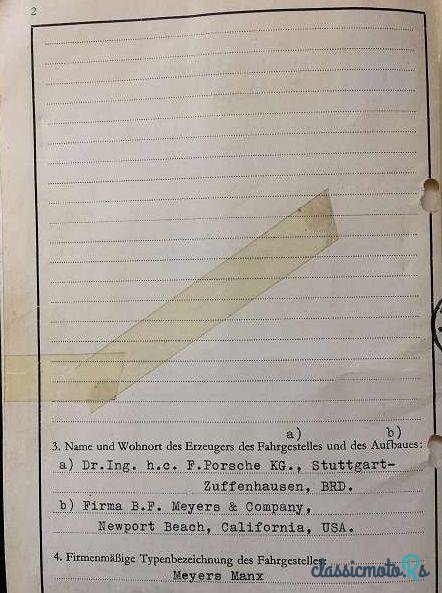 2
a) b)
3. Name und Wohnort des Erzeugers des Fahrgestelles und des Aufbaues:
a) Dr.Ing. h.c. F.Porsche KG., Stuttgart-
Zuffenhausen, BRD.
b) Firma B.F. Meyers & Company,
Newport Beach, California, USA.
4. Firmenmäßige Typenbezeichnung des Fahrgestelles:
Meyers Manx
classicmoto.Rs